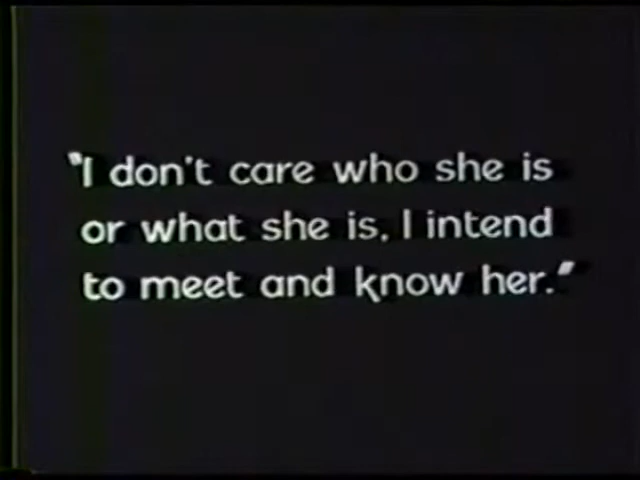 "I don't care who she is
or what she is, I intend
to meet and know her."